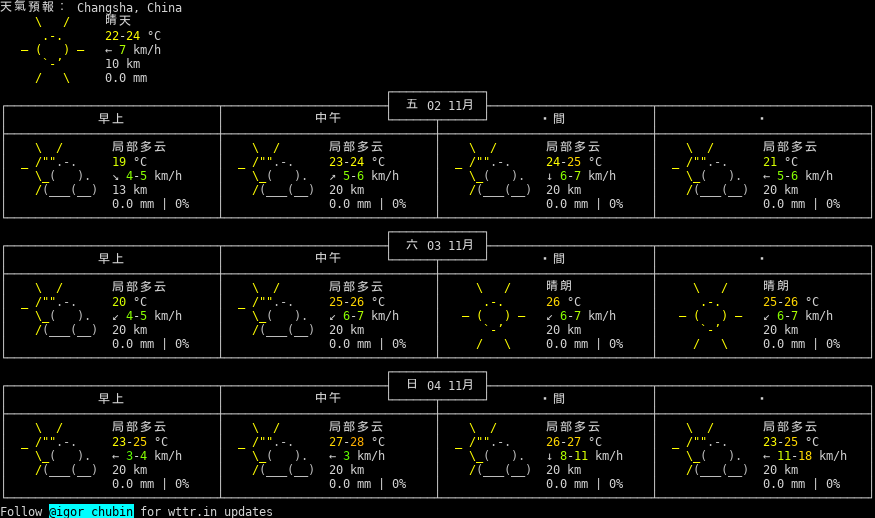 天氣預報： Changsha, China
晴天
22-24 °C
← 7 km/h
10 km
0.0 mm
五 02 11月
早上 中午 ・間 ・
局部多云 局部多云 局部多云 局部多云
19 °C 23-24 °C 24-25 °C 21 °C
↘ 4-5 km/h ↗ 5-6 km/h ↓ 6-7 km/h ← 5-6 km/h
13 km 20 km 20 km 20 km
0.0 mm | 0% 0.0 mm | 0% 0.0 mm | 0% 0.0 mm | 0%
六 03 11月
早上 中午 ・間 ・
局部多云 局部多云 晴朗 晴朗
20 °C 25-26 °C 26 °C 25-26 °C
↙ 4-5 km/h ↙ 6-7 km/h ↙ 6-7 km/h ↙ 6-7 km/h
20 km 20 km 20 km 20 km
0.0 mm | 0% 0.0 mm | 0% 0.0 mm | 0% 0.0 mm | 0%
日 04 11月
早上 中午 ・間 ・
局部多云 局部多云 局部多云 局部多云
23-25 °C 27-28 °C 26-27 °C 23-25 °C
← 3-4 km/h ← 3 km/h ↓ 8-11 km/h ← 11-18 km/h
20 km 20 km 20 km 20 km
0.0 mm | 0% 0.0 mm | 0% 0.0 mm | 0% 0.0 mm | 0%
Follow @igor_chubin for wttr.in updates